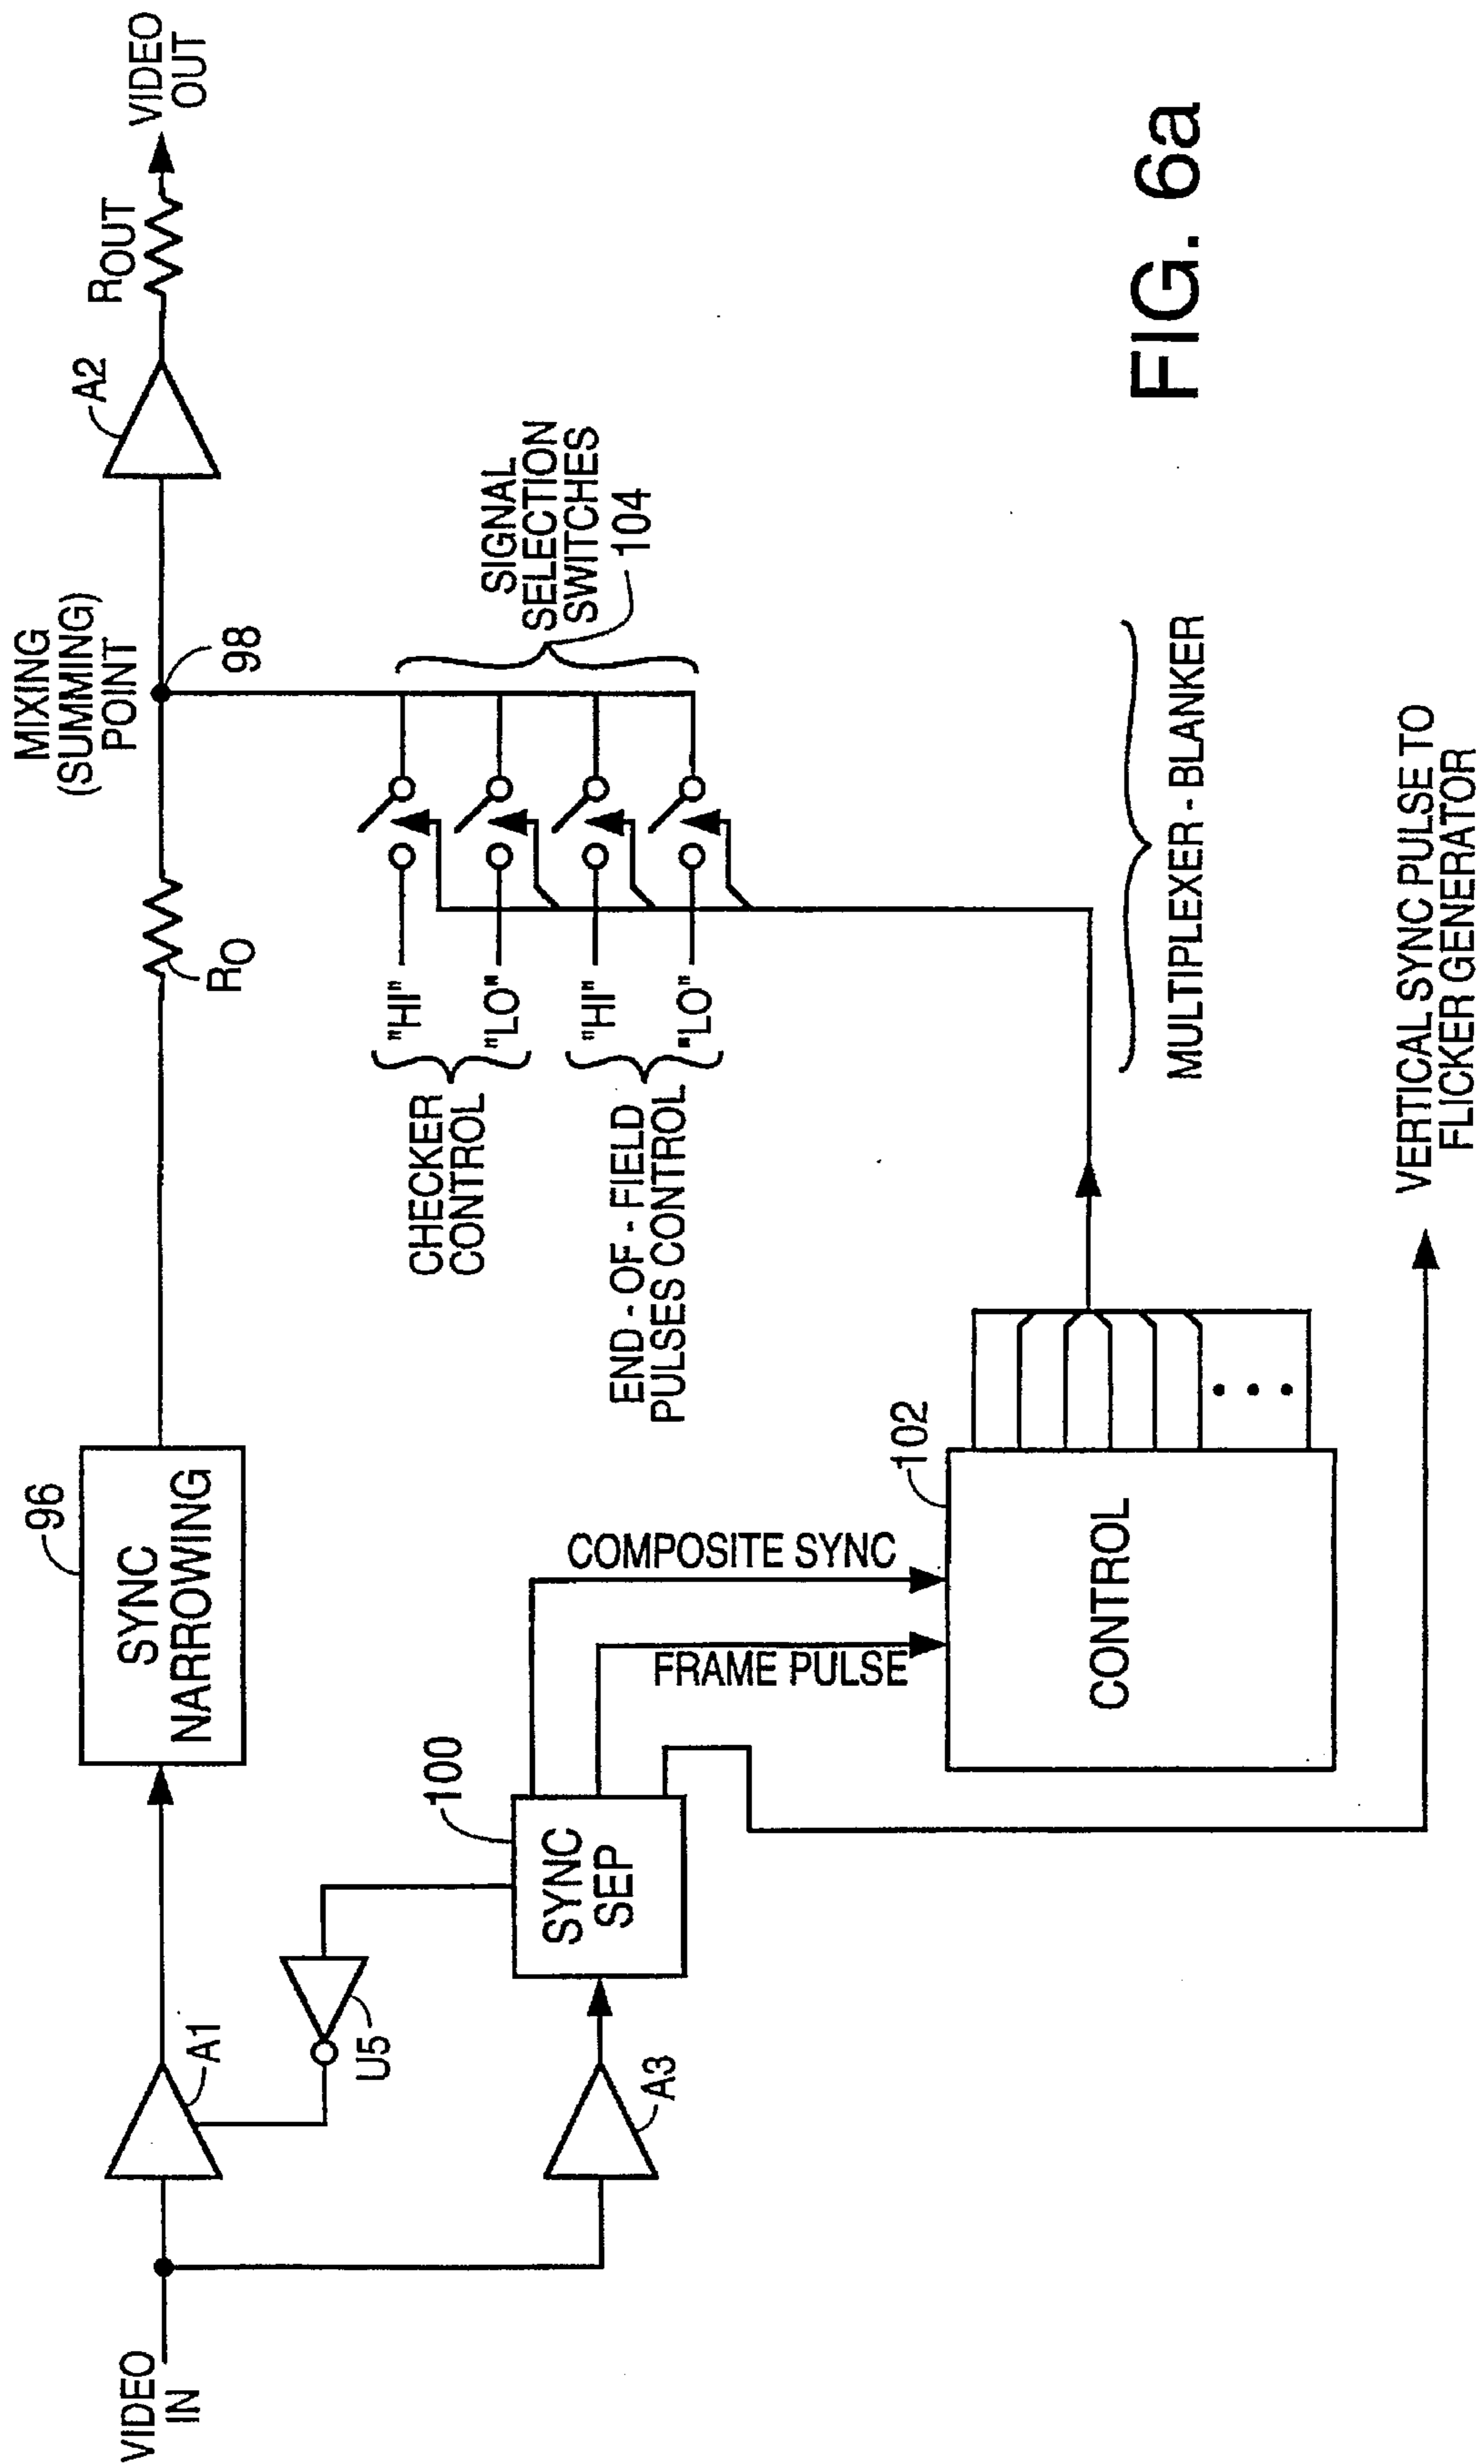 VIDEO
IN
A1
U5
A3
SYNC
SEP
100
SYNC
NARROWING
96
COMPOSITE SYNC
FRAME PULSE
CONTROL
102
RO
MIXING
(SUMMING)
POINT
98
CHECKER
CONTROL
"HI"
"LO"
END - OF - FIELD
PULSES CONTROL
"HI"
"LO"
SIGNAL
SELECTION
SWITCHES
104
A2
ROUT
VIDEO
OUT
MULTIPLEXER - BLANKER
VERTICAL SYNC PULSE TO
FLICKER GENERATOR
FIG. 6a